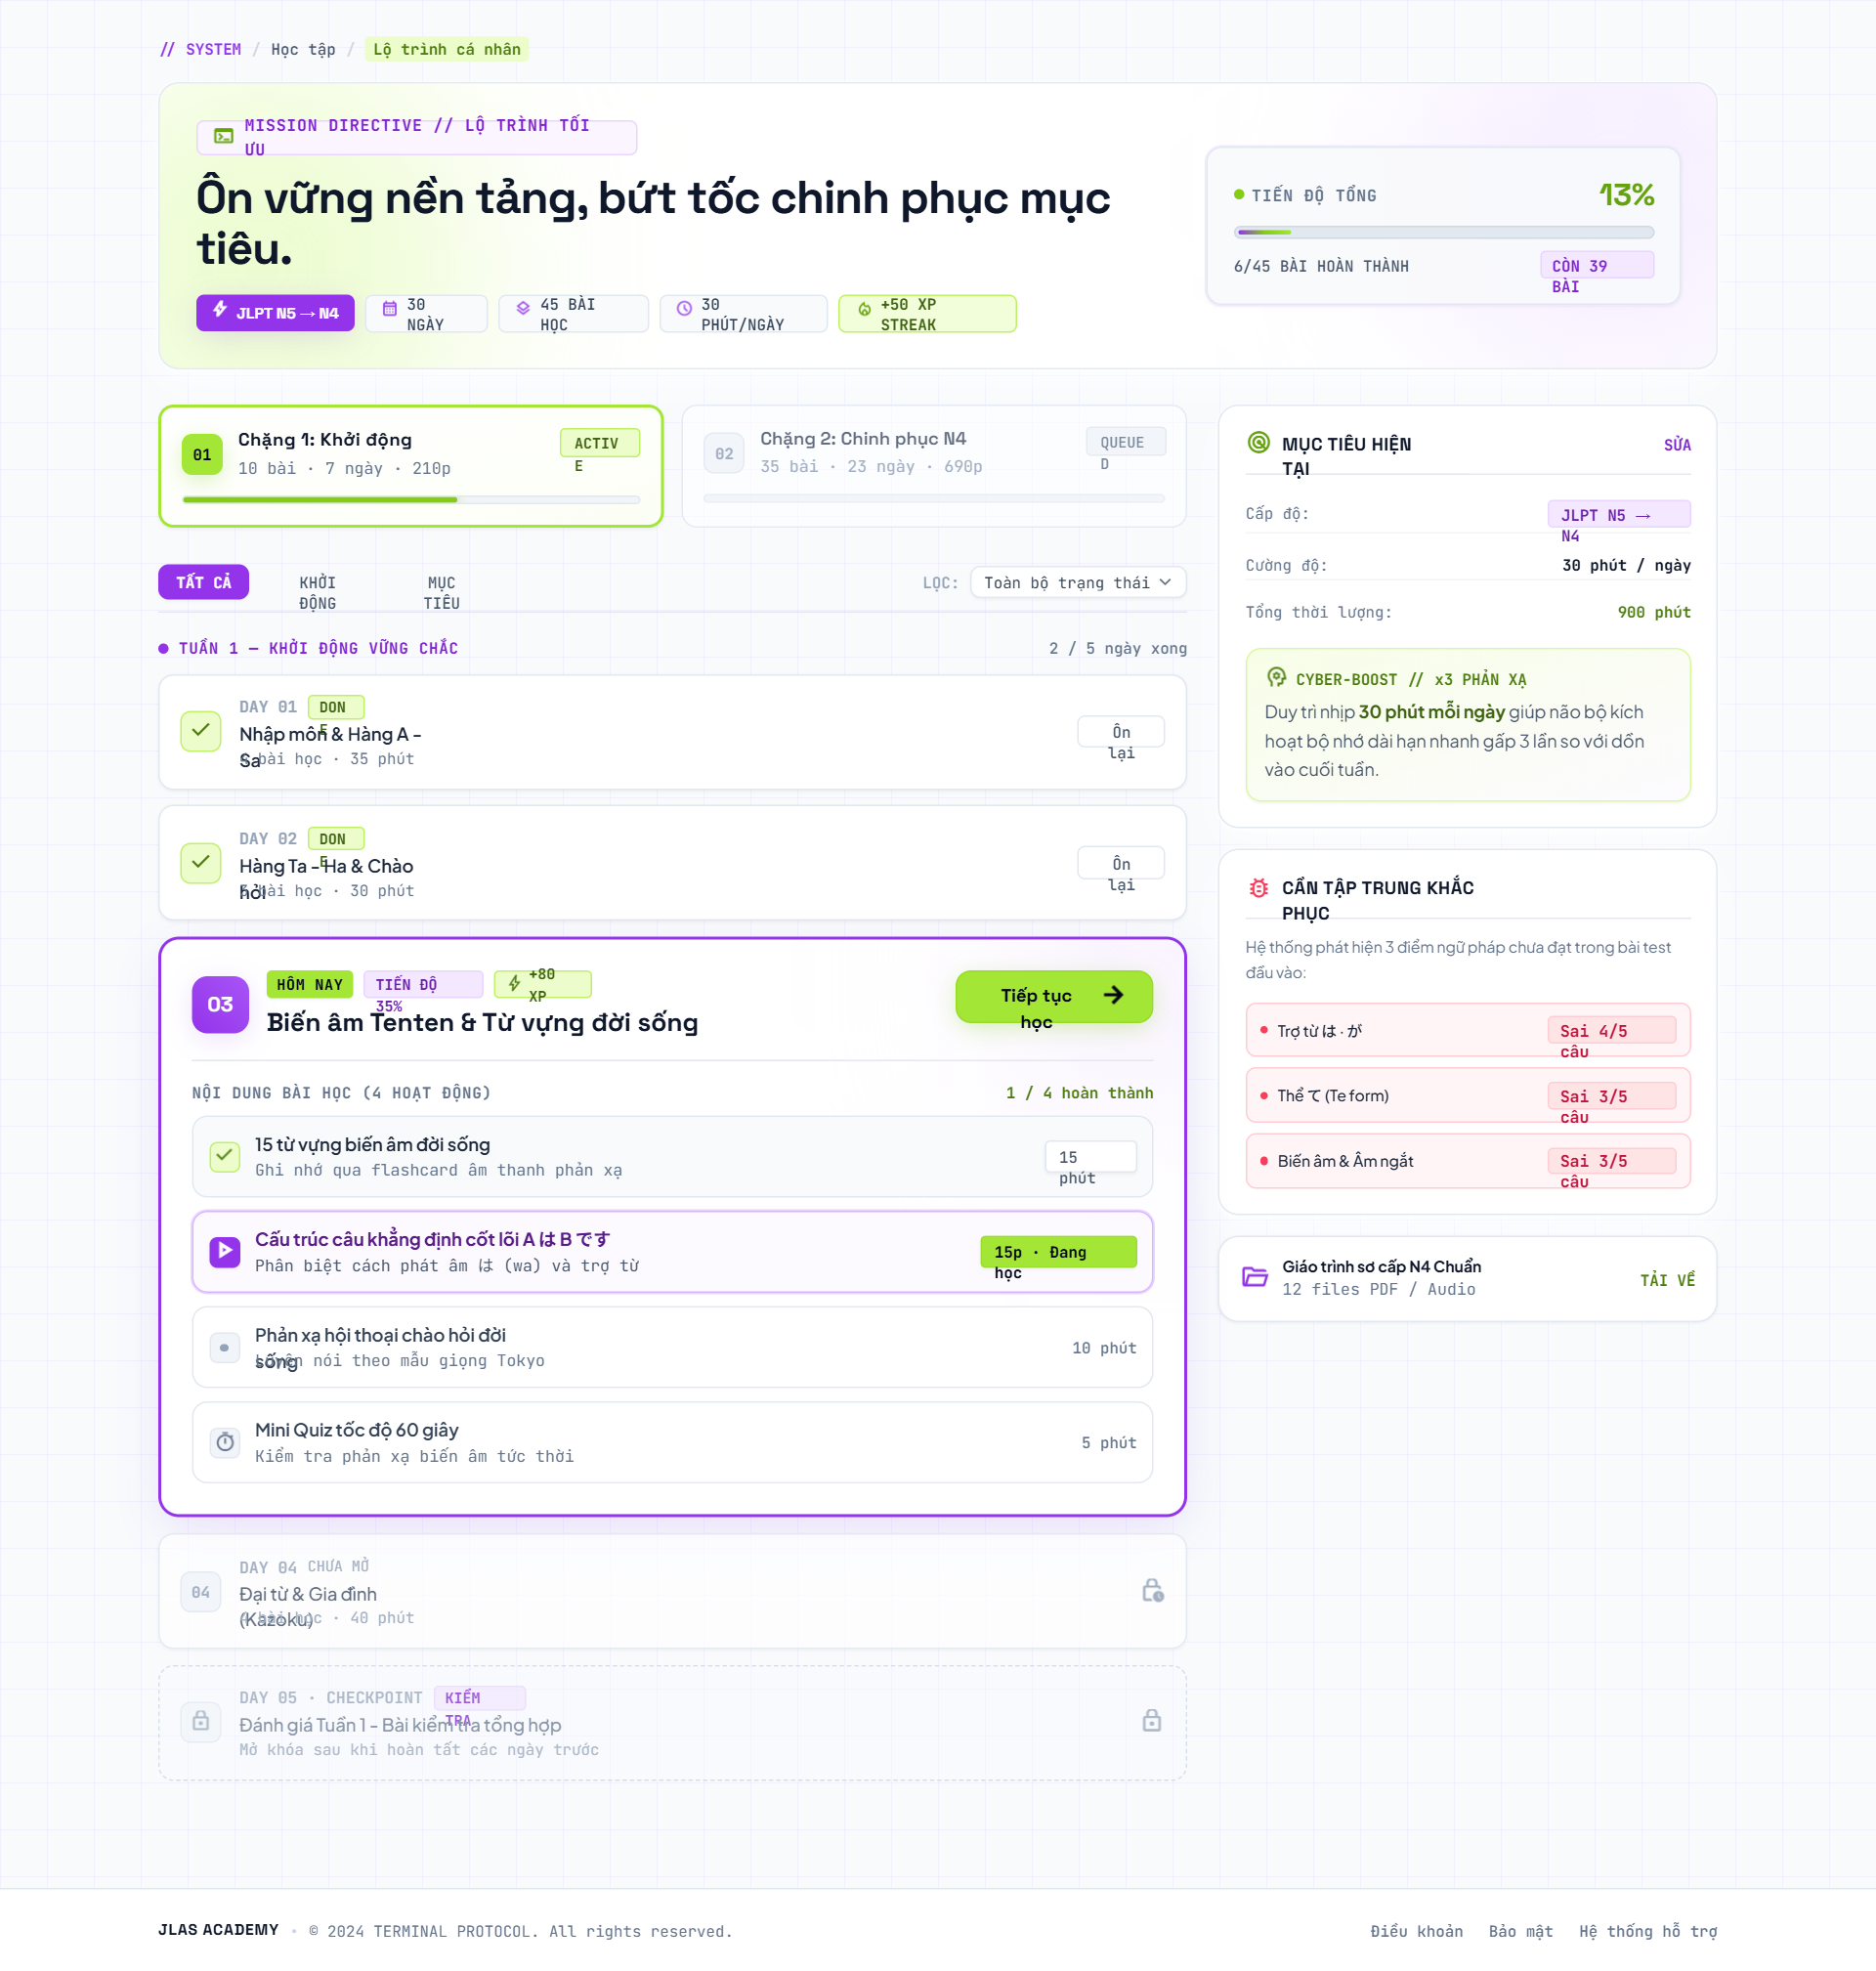 // SYSTEM / Học tập / Lộ trình cá nhân
MISSION DIRECTIVE // LỘ TRÌNH TỐI
ƯU
Ôn vững nền tảng, bứt tốc chinh phục mục
tiêu.
JLPT N5 → N4
30
NGÀY
45 BÀI
HỌC
30
PHÚT/NGÀY
+50 XP
STREAK
TIẾN ĐỘ TỔNG 13%
6/45 BÀI HOÀN THÀNH
CÒN 39
BÀI
01
Chặng 1: Khởi động
10 bài · 7 ngày · 210p
ACTIV
E
02
Chặng 2: Chinh phục N4
35 bài · 23 ngày · 690p
QUEUE
D
TẤT CẢ
KHỞI
ĐỘNG
MỤC
TIÊU
LỌC: Toàn bộ trạng thái
TUẦN 1 – KHỞI ĐỘNG VỮNG CHẮC 2 / 5 ngày xong
DAY 01
DON
E
Nhập môn & Hàng A -
Sa
bài học · 35 phút
Ôn
lại
DAY 02
DON
E
Hàng Ta - Ha & Chào
hỏi
bài học · 30 phút
Ôn
lại
03
HÔM NAY
TIẾN ĐỘ
35%
+80
XP
Biến âm Tenten & Từ vựng đời sống
Tiếp tục
học
NỘI DUNG BÀI HỌC (4 HOẠT ĐỘNG) 1 / 4 hoàn thành
15 từ vựng biến âm đời sống
Ghi nhớ qua flashcard âm thanh phản xạ
15
phút
Cấu trúc câu khẳng định cốt lõi A は B です
Phân biệt cách phát âm は (wa) và trợ từ
15p · Đang
học
Phản xạ hội thoại chào hỏi đời
sống
Luyện nói theo mẫu giọng Tokyo
10 phút
Mini Quiz tốc độ 60 giây
Kiểm tra phản xạ biến âm tức thời
5 phút
04
DAY 04 CHƯA MỞ
Đại từ & Gia đình
(Kazoku)
bài học · 40 phút
DAY 05 · CHECKPOINT
KIỂM
TRA
Đánh giá Tuần 1 - Bài kiểm tra tổng hợp
Mở khóa sau khi hoàn tất các ngày trước
MỤC TIÊU HIỆN
TẠI
SỬA
Cấp độ:
JLPT N5 →
N4
Cường độ: 30 phút / ngày
Tổng thời lượng: 900 phút
CYBER-BOOST // x3 PHẢN XẠ
Duy trì nhịp 30 phút mỗi ngày giúp não bộ kích
hoạt bộ nhớ dài hạn nhanh gấp 3 lần so với dồn
vào cuối tuần.
CẦN TẬP TRUNG KHẮC
PHỤC
Hệ thống phát hiện 3 điểm ngữ pháp chưa đạt trong bài test
đầu vào:
Trợ từ は · が
Sai 4/5
câu
Thể て (Te form)
Sai 3/5
câu
Biến âm & Âm ngắt
Sai 3/5
câu
Giáo trình sơ cấp N4 Chuẩn
12 files PDF / Audio
TẢI VỀ
JLAS ACADEMY • © 2024 TERMINAL PROTOCOL. All rights reserved.
Điều khoản Bảo mật Hệ thống hỗ trợ